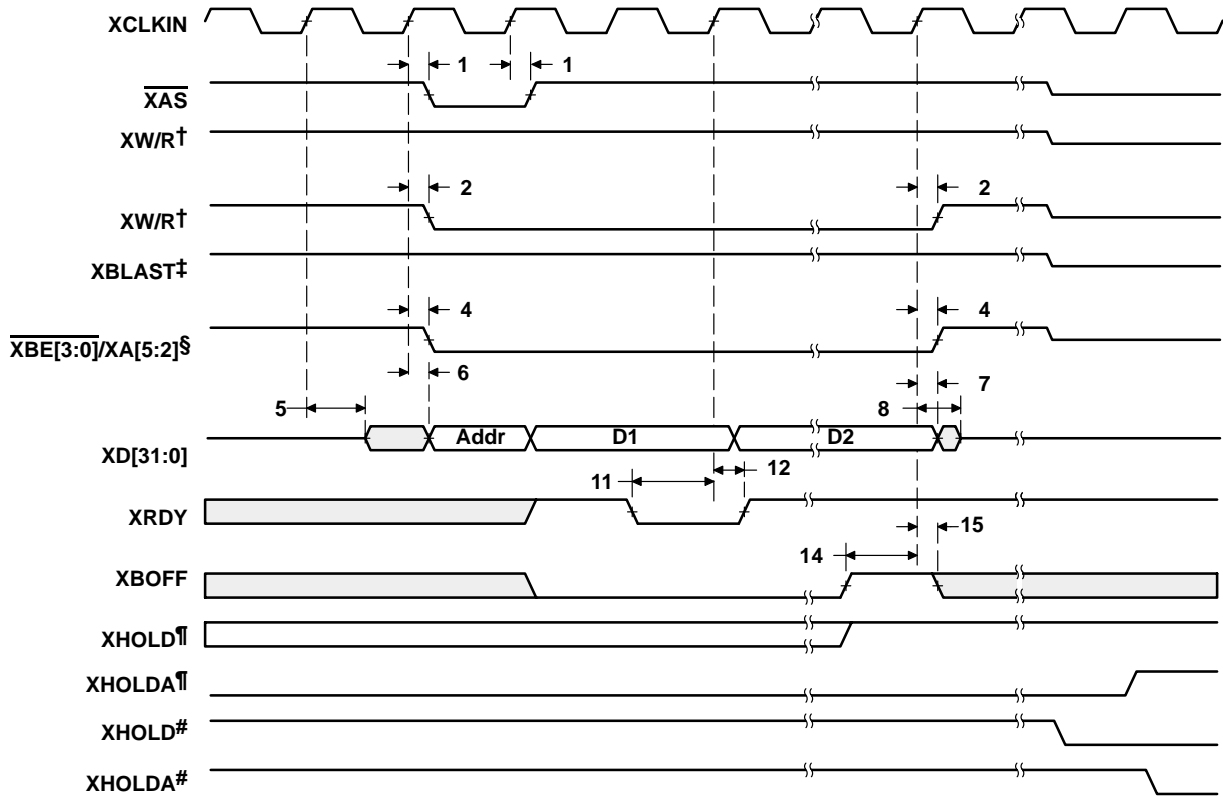 XCLKIN
1 1
XAS
XW/R†
2 2
XW/R†
XBLAST‡
4 4
XBE[3:0]/XA[5:2]§
6 7
5 8
Addr D1 D2
XD[31:0]
11 12
XRDY
15
14
XBOFF
XHOLD¶
XHOLDA¶
XHOLD#
XHOLDA#